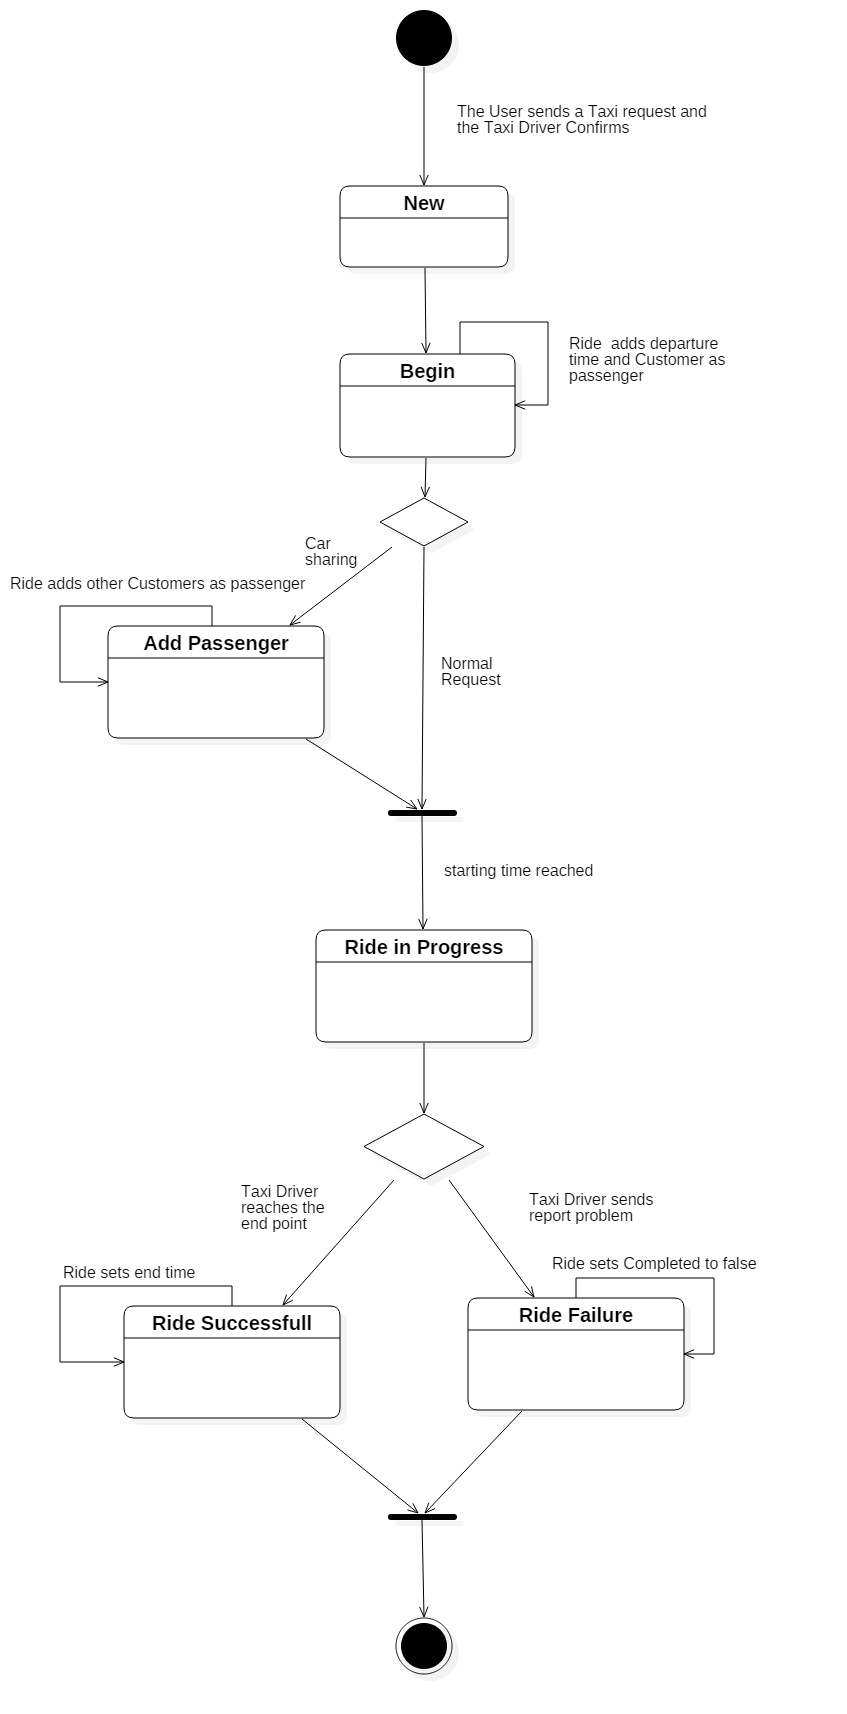 The User sends a Taxi request and
the Taxi Driver Confirms
New
Begin
Ride  adds departure
time and Customer as
passenger
Car
sharing
Ride adds other Customers as passenger
Add Passenger
Normal
Request
starting time reached
Ride in Progress
Taxi Driver
reaches the
end point
Taxi Driver sends
report problem
Ride sets end time
Ride sets Completed to false
Ride Successfull
Ride Failure